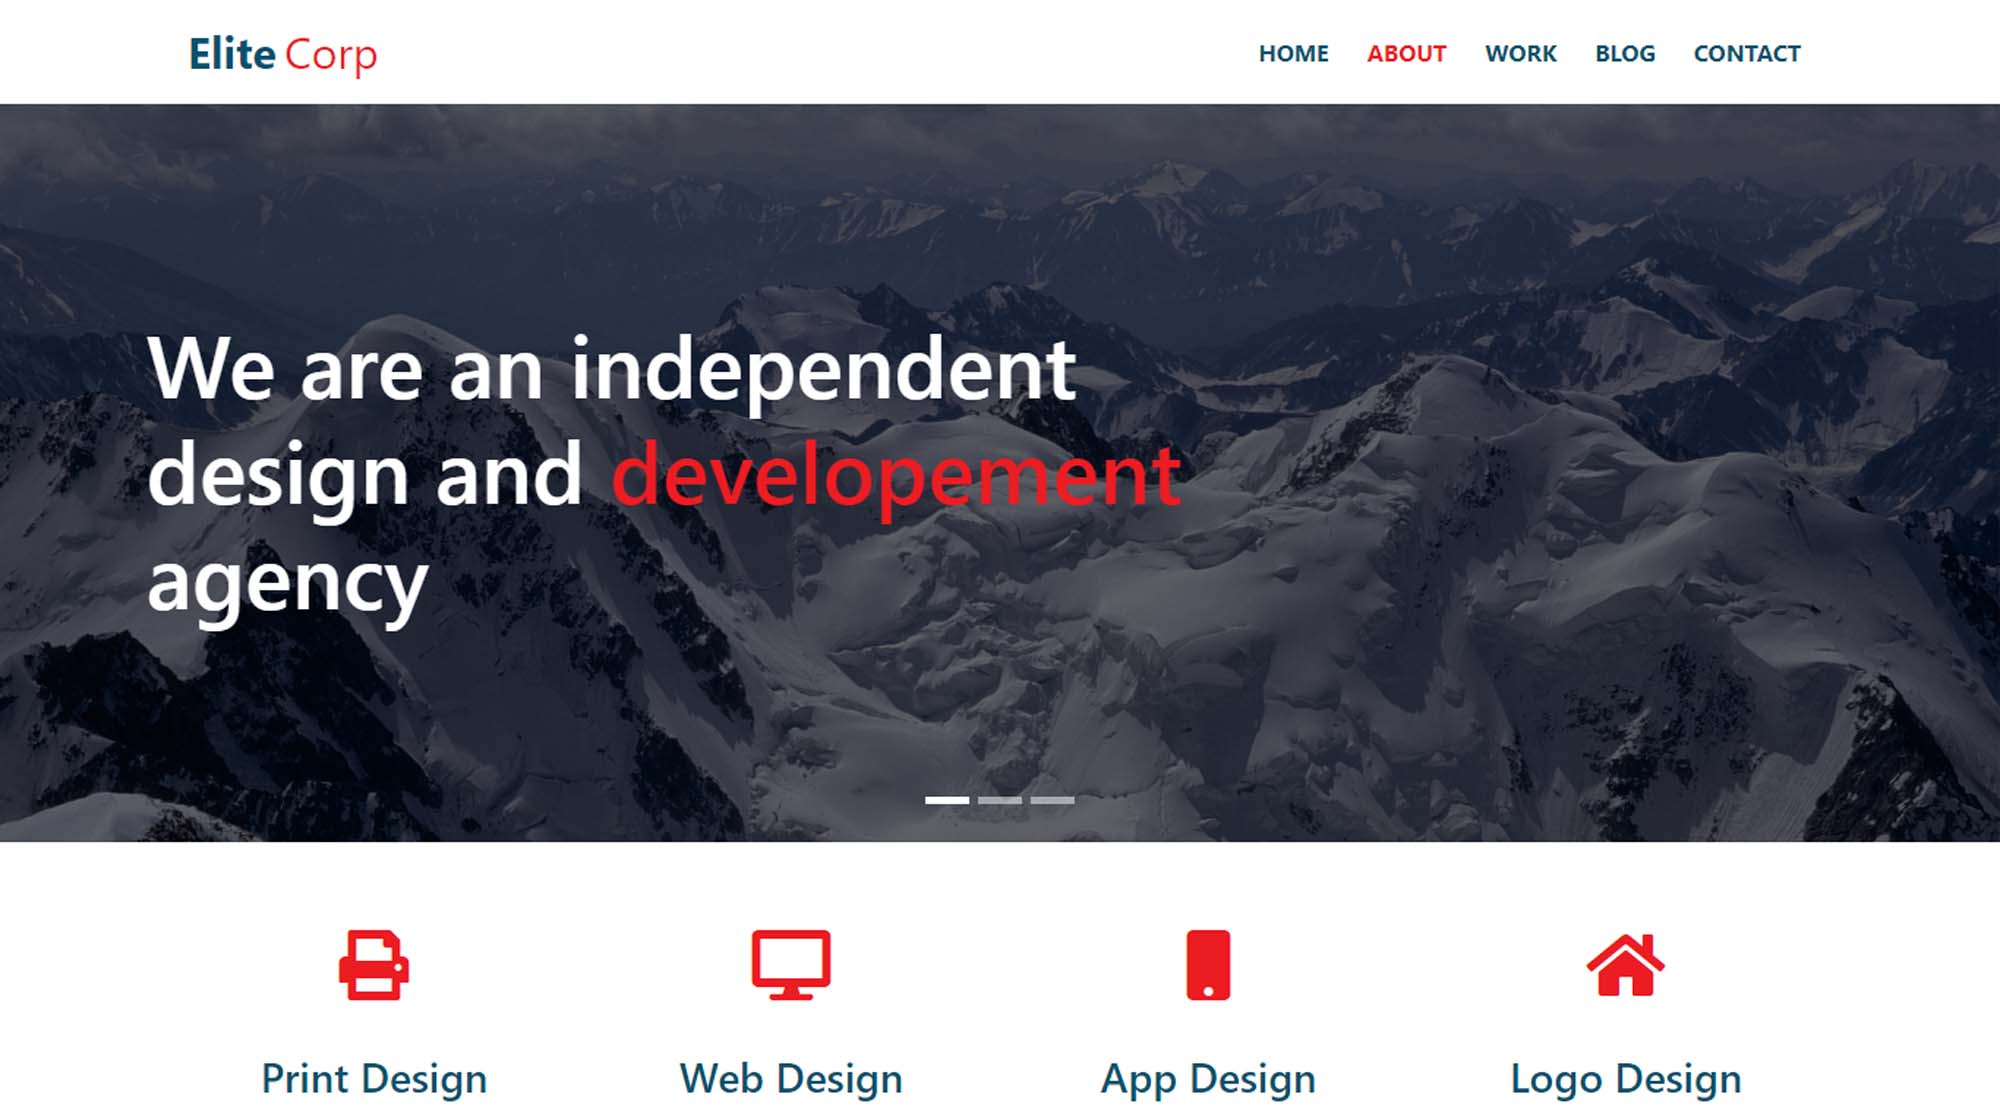 Elite Corp
HOME ABOUT WORK BLOG CONTACT
We are an independent
design and developement
agency
Print Design
Web Design
App Design
Logo Design